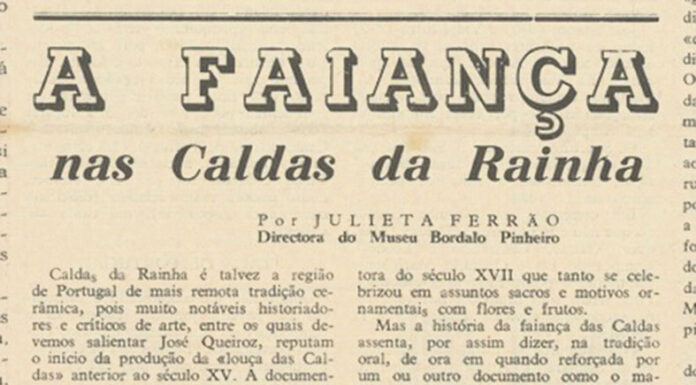 A FAIANÇA
nas Caldas da Rainha
Por JULIETA FERRÃO
Directora do Museu Bordalo Pinheiro
Caldas da Rainha é talvez a região
de Portugal de mais remota tradição ce-
râmica, pois muito notáveis historiado-
res e críticos de arte, entre os quais de-
vemos salientar José Queiroz, reputam
o início da produção da «louça das Cal-
das» anterior ao século XV. A documen-
tora do século XVII que tanto se cele-
brizou em assuntos sacros e motivos or-
namentais com flores e frutos.
Mas a história da faiança das Caldas
assenta, por assim dizer, na tradição
oral, de ora em quando reforçada por
um ou outro documento como o ma-